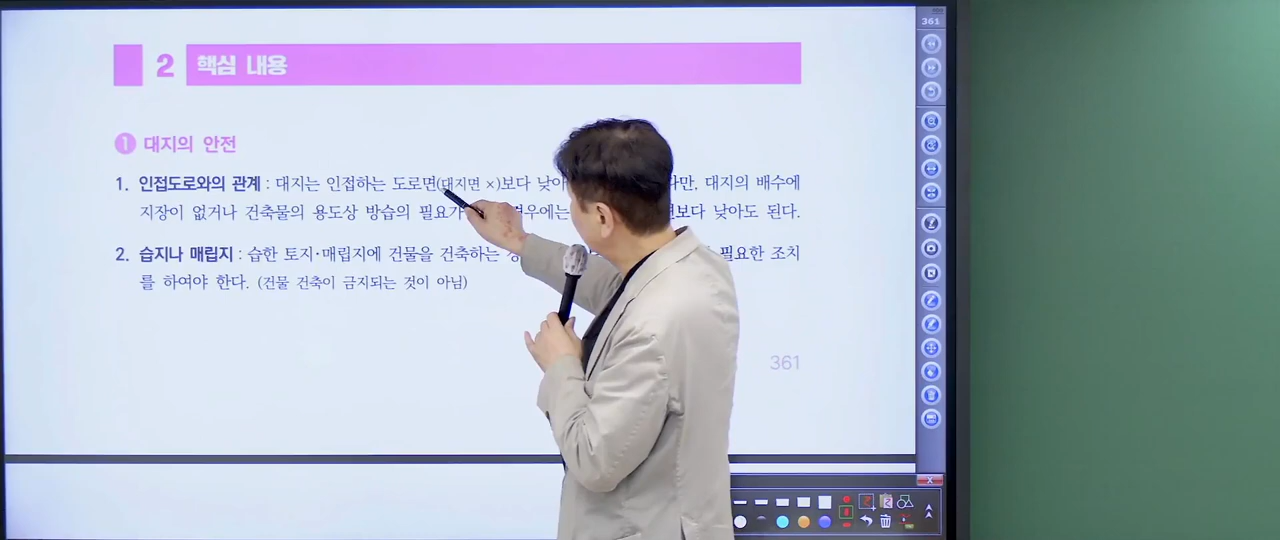 361
2 핵심 내용
1 대지의 안전
1. 인접도로와의 관계 : 대지는 인접하는 도로면(대지면 ×)보다 낮아 다만, 대지의 배수에
지장이 없거나 건축물의 용도상 방습의 필요가 경우에는 보다 낮아도 된다.
2. 습지나 매립지 : 습한 토지·매립지에 건물을 건축하는 필요한 조치
를 하여야 한다. (건물 건축이 금지되는 것이 아님)
361